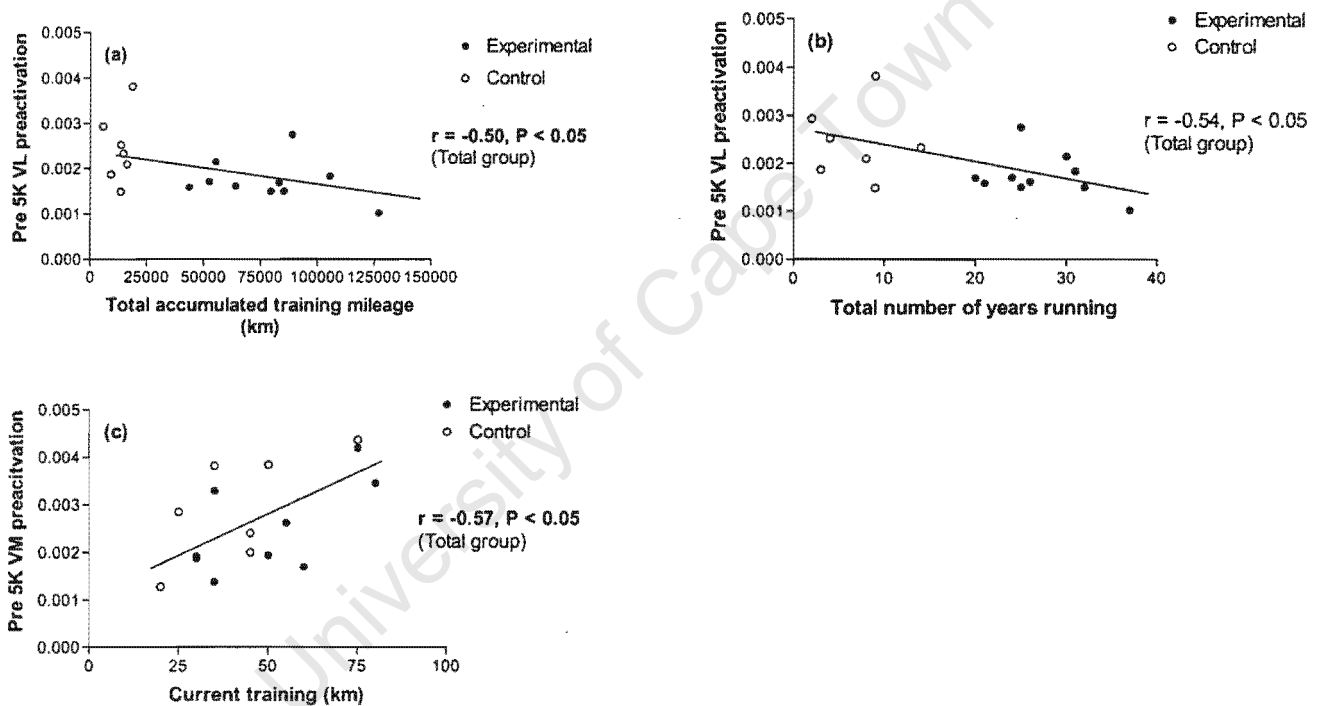 (a)
Experimental
Control
r = -0.50, P < 0.05
(Total group)
Pre 5K VL preactivation
0.005
0.004
0.003
0.002
0.001
0.000
0 25000 50000 75000 100000 125000 150000
Total accumulated training mileage
(km)
(b)
Experimental
Control
r = -0.54, P < 0.05
(Total group)
Pre 5K VL preactivation
0.005
0.004
0.003
0.002
0.001
0.000
0 10 20 30 40
Total number of years running
(c)
Experimental
Control
r = -0.57, P < 0.05
(Total group)
Pre 5K VM preacitvation
0.005
0.004
0.003
0.002
0.001
0.000
0 25 50 75 100
Current training (km)
University of Cape Town